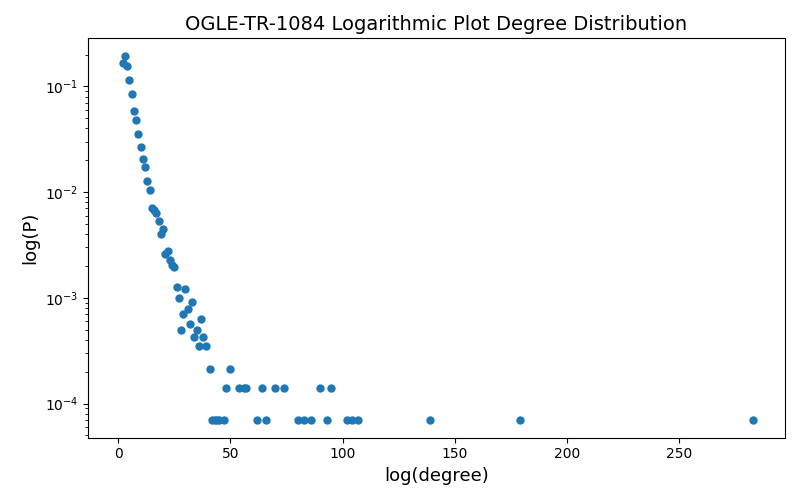 OGLE-TR-1084 Logarithmic Plot Degree Distribution
10⁻¹
10⁻²
10⁻³
10⁻⁴
log(P)
0 50 100 150 200 250
log(degree)